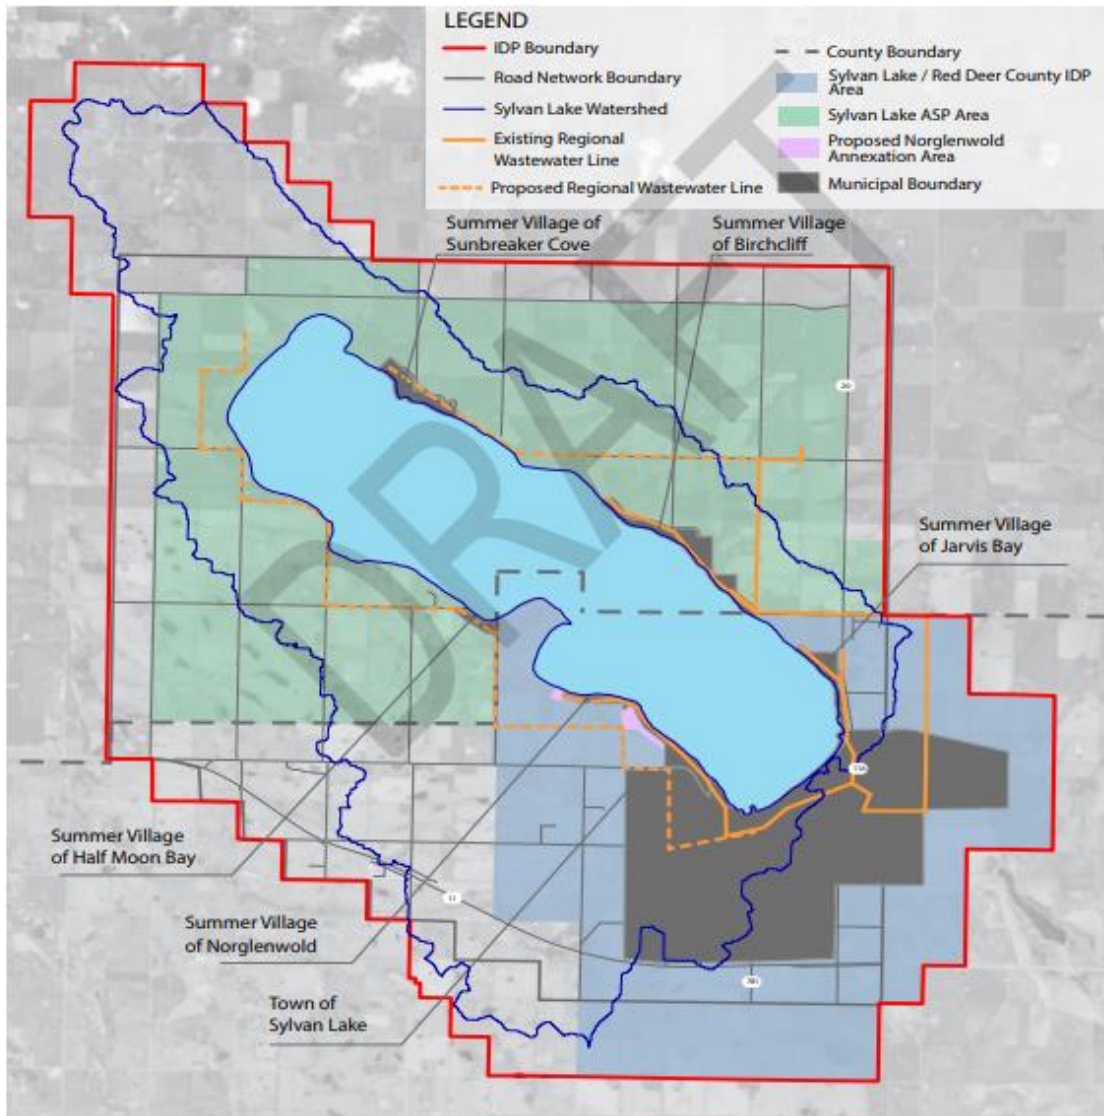 LEGEND
IDP Boundary
Road Network Boundary
Sylvan Lake Watershed
Existing Regional
Wastewater Line
Proposed Regional Wastewater Line
County Boundary
Sylvan Lake / Red Deer County IDP
Area
Sylvan Lake ASP Area
Proposed Norglenwold
Annexation Area
Municipal Boundary
Summer Village of
Sunbreaker Cove
Summer Village
of Birchcliff
DRAFT
20
Summer Village
of Jarvis Bay
11A
Summer Village
of Half Moon Bay
11
Summer Village
of Norglenwold
Town of
Sylvan Lake